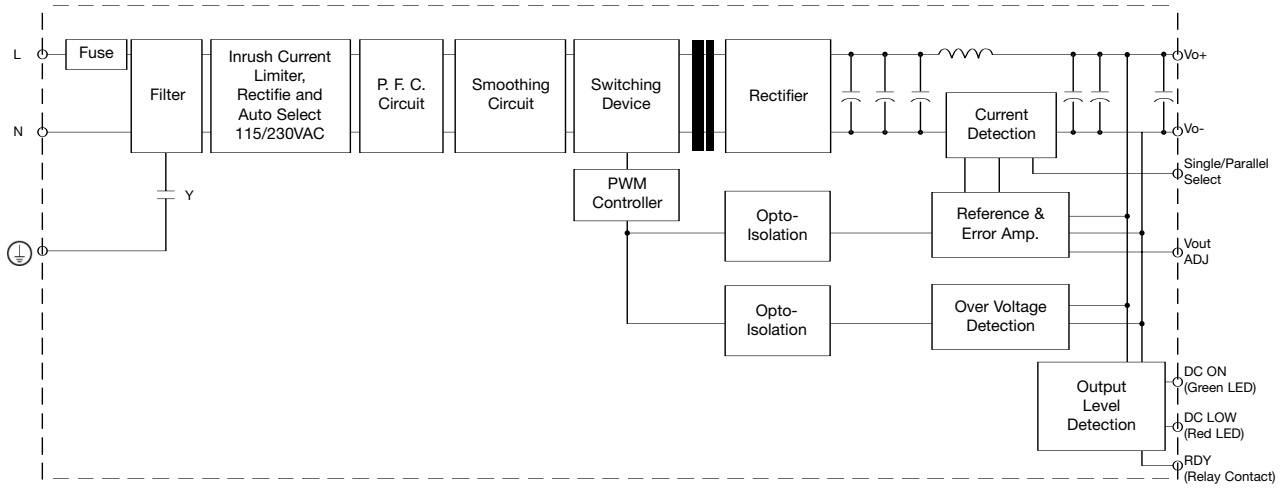 L
Fuse
Filter
Inrush Current
Limiter,
Rectifie and
Auto Select
115/230VAC
P. F. C.
Circuit
Smoothing
Circuit
Switching
Device
Rectifier
Current
Detection
Vo+
N
Vo-
Single/Parallel
Select
Y
PWM
Controller
Opto-
Isolation
Reference &
Error Amp.
Vout
ADJ
Opto-
Isolation
Over Voltage
Detection
Output
Level
Detection
DC ON
(Green LED)
DC LOW
(Red LED)
RDY
(Relay Contact)